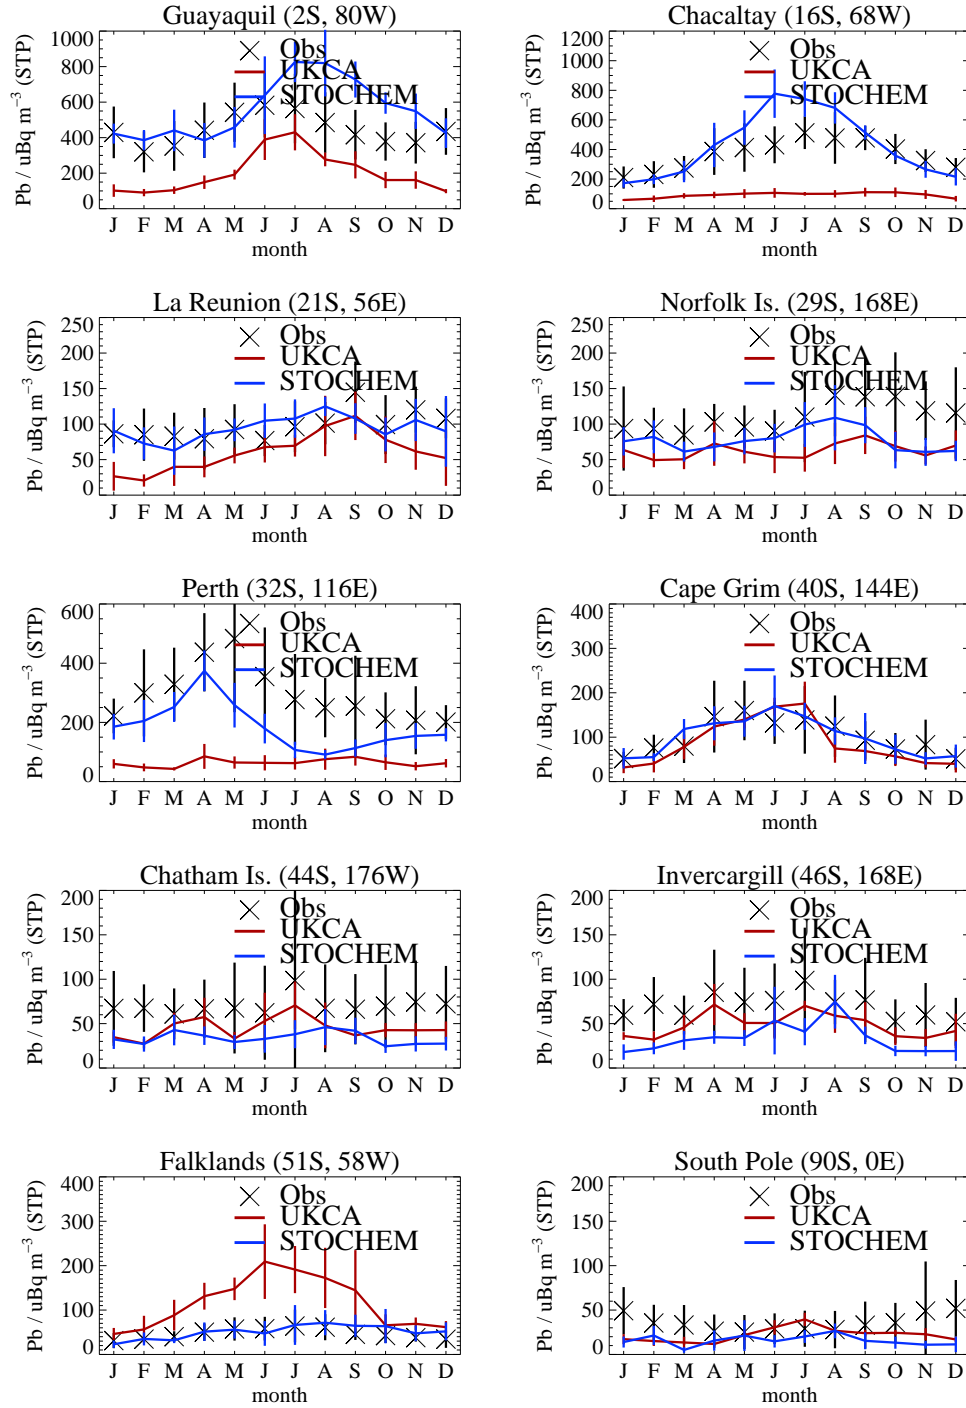 Guayaquil (2S, 80W)
Pb / uBq m⁻³ (STP)
1000
800
600
400
200
0
Obs
UKCA
STOCHEM
J F M A M J J A S O N D
month
Chacaltay (16S, 68W)
Pb / uBq m⁻³ (STP)
1200
1000
800
600
400
200
0
Obs
UKCA
STOCHEM
J F M A M J J A S O N D
month
La Reunion (21S, 56E)
Pb / uBq m⁻³ (STP)
250
200
150
100
50
0
Obs
UKCA
STOCHEM
J F M A M J J A S O N D
month
Norfolk Is. (29S, 168E)
Pb / uBq m⁻³ (STP)
250
200
150
100
50
0
Obs
UKCA
STOCHEM
J F M A M J J A S O N D
month
Perth (32S, 116E)
Pb / uBq m⁻³ (STP)
600
400
200
0
Obs
UKCA
STOCHEM
J F M A M J J A S O N D
month
Cape Grim (40S, 144E)
Pb / uBq m⁻³ (STP)
400
300
200
100
0
Obs
UKCA
STOCHEM
J F M A M J J A S O N D
month
Chatham Is. (44S, 176W)
Pb / uBq m⁻³ (STP)
200
150
100
50
0
Obs
UKCA
STOCHEM
J F M A M J J A S O N D
month
Invercargill (46S, 168E)
Pb / uBq m⁻³ (STP)
200
150
100
50
0
Obs
UKCA
STOCHEM
J F M A M J J A S O N D
month
Falklands (51S, 58W)
Pb / uBq m⁻³ (STP)
400
300
200
100
0
Obs
UKCA
STOCHEM
J F M A M J J A S O N D
month
South Pole (90S, 0E)
Pb / uBq m⁻³ (STP)
200
150
100
50
0
Obs
UKCA
STOCHEM
J F M A M J J A S O N D
month